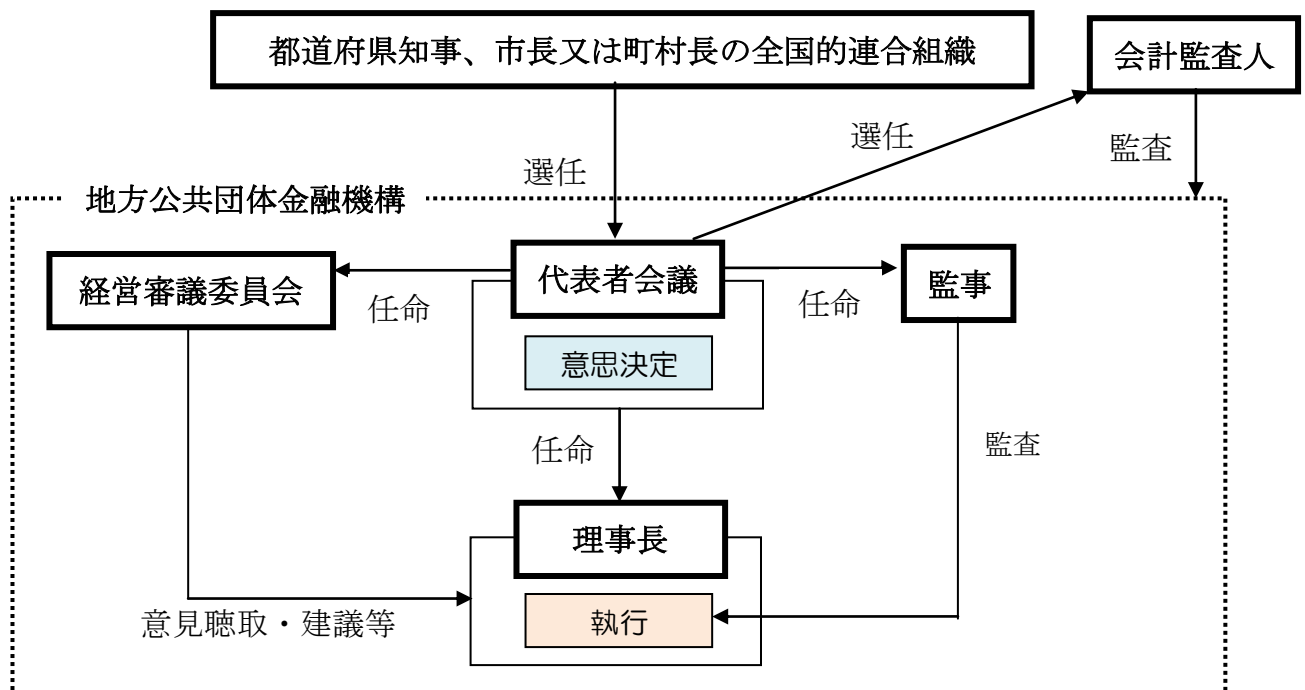 都道府県知事、市長又は町村長の全国的連合組織
会計監査人
選任
選任
監査
地方公共団体金融機構
経営審議委員会
代表者会議
監事
任命
任命
意思決定
任命
監査
理事長
執行
意見聴取・建議等